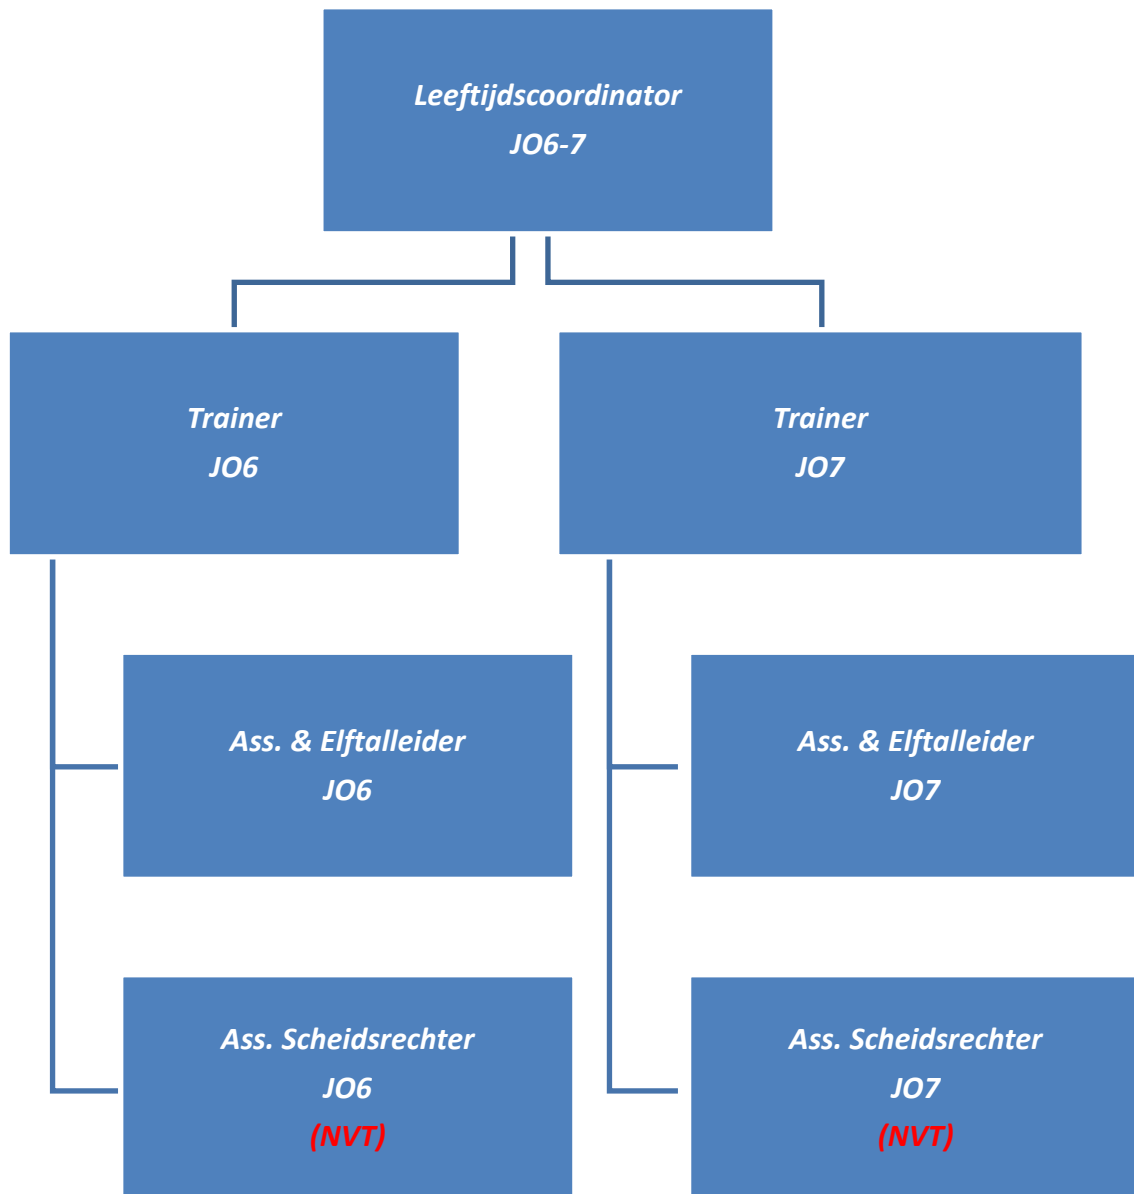 Leeftijdscoordinator
JO6-7
Trainer
JO6
Trainer
JO7
Ass. & Elftalleider
JO6
Ass. & Elftalleider
JO7
Ass. Scheidsrechter
JO6
(NVT)
Ass. Scheidsrechter
JO7
(NVT)